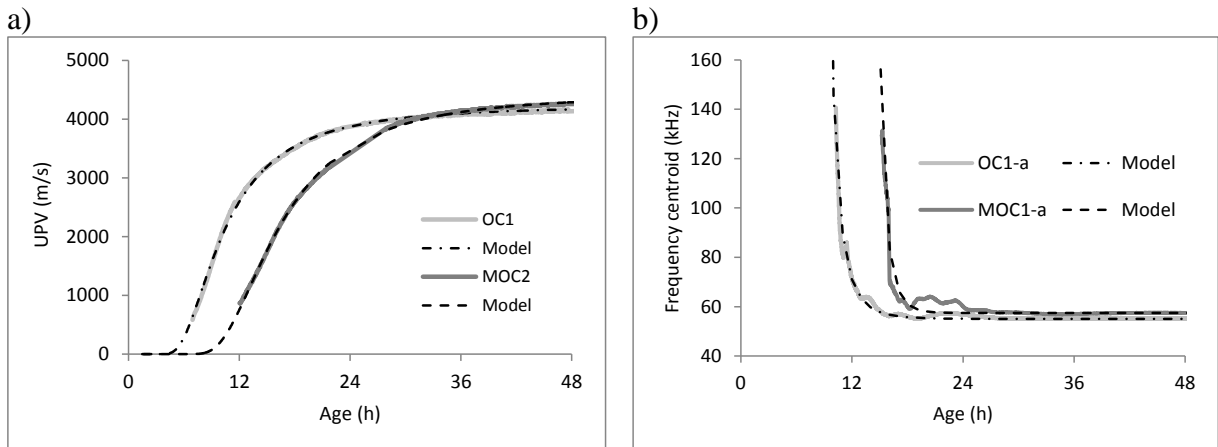 a)
5000
4000
3000
2000
1000
0
UPV (m/s)
0 12 24 36 48
Age (h)
OC1
Model
MOC2
Model
b)
160
140
120
100
80
60
40
Frequency centroid (kHz)
0 12 24 36 48
Age (h)
OC1-a Model
MOC1-a Model